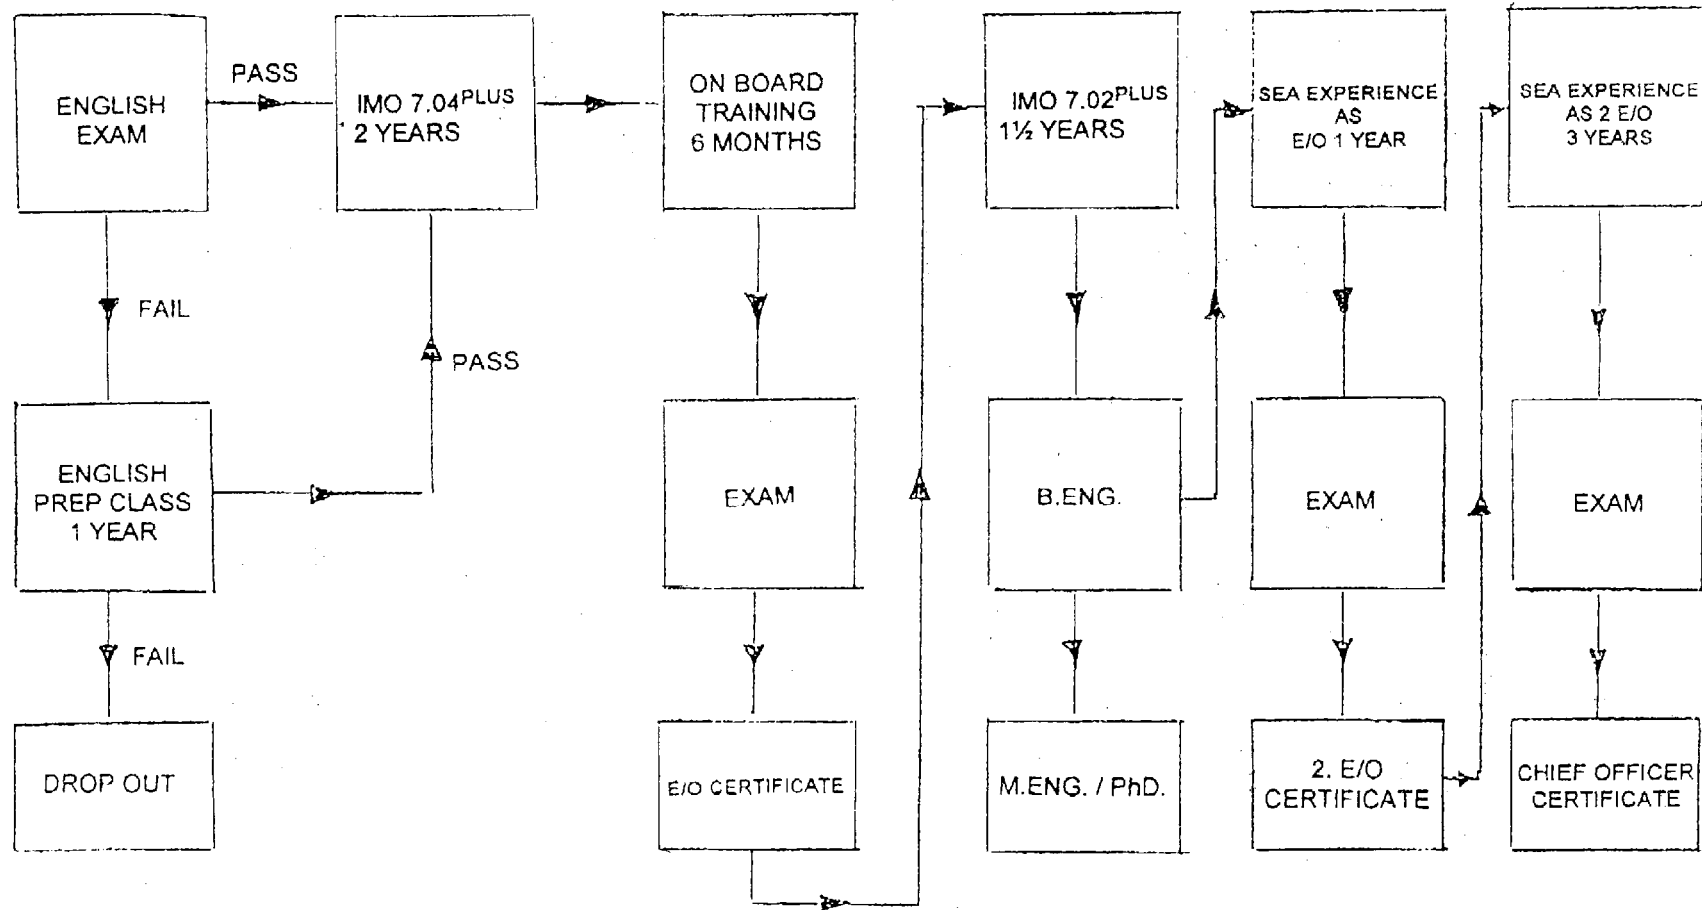 ENGLISH
EXAM
PASS
IMO 7.04PLUS
2 YEARS
ON BOARD
TRAINING
6 MONTHS
IMO 7.02PLUS
1½ YEARS
SEA EXPERIENCE
AS
E/O 1 YEAR
SEA EXPERIENCE
AS 2 E/O
3 YEARS
FAIL
PASS
ENGLISH
PREP CLASS
1 YEAR
EXAM
B.ENG.
EXAM
EXAM
FAIL
DROP OUT
E/O CERTIFICATE
M.ENG. / PhD.
2. E/O
CERTIFICATE
CHIEF OFFICER
CERTIFICATE